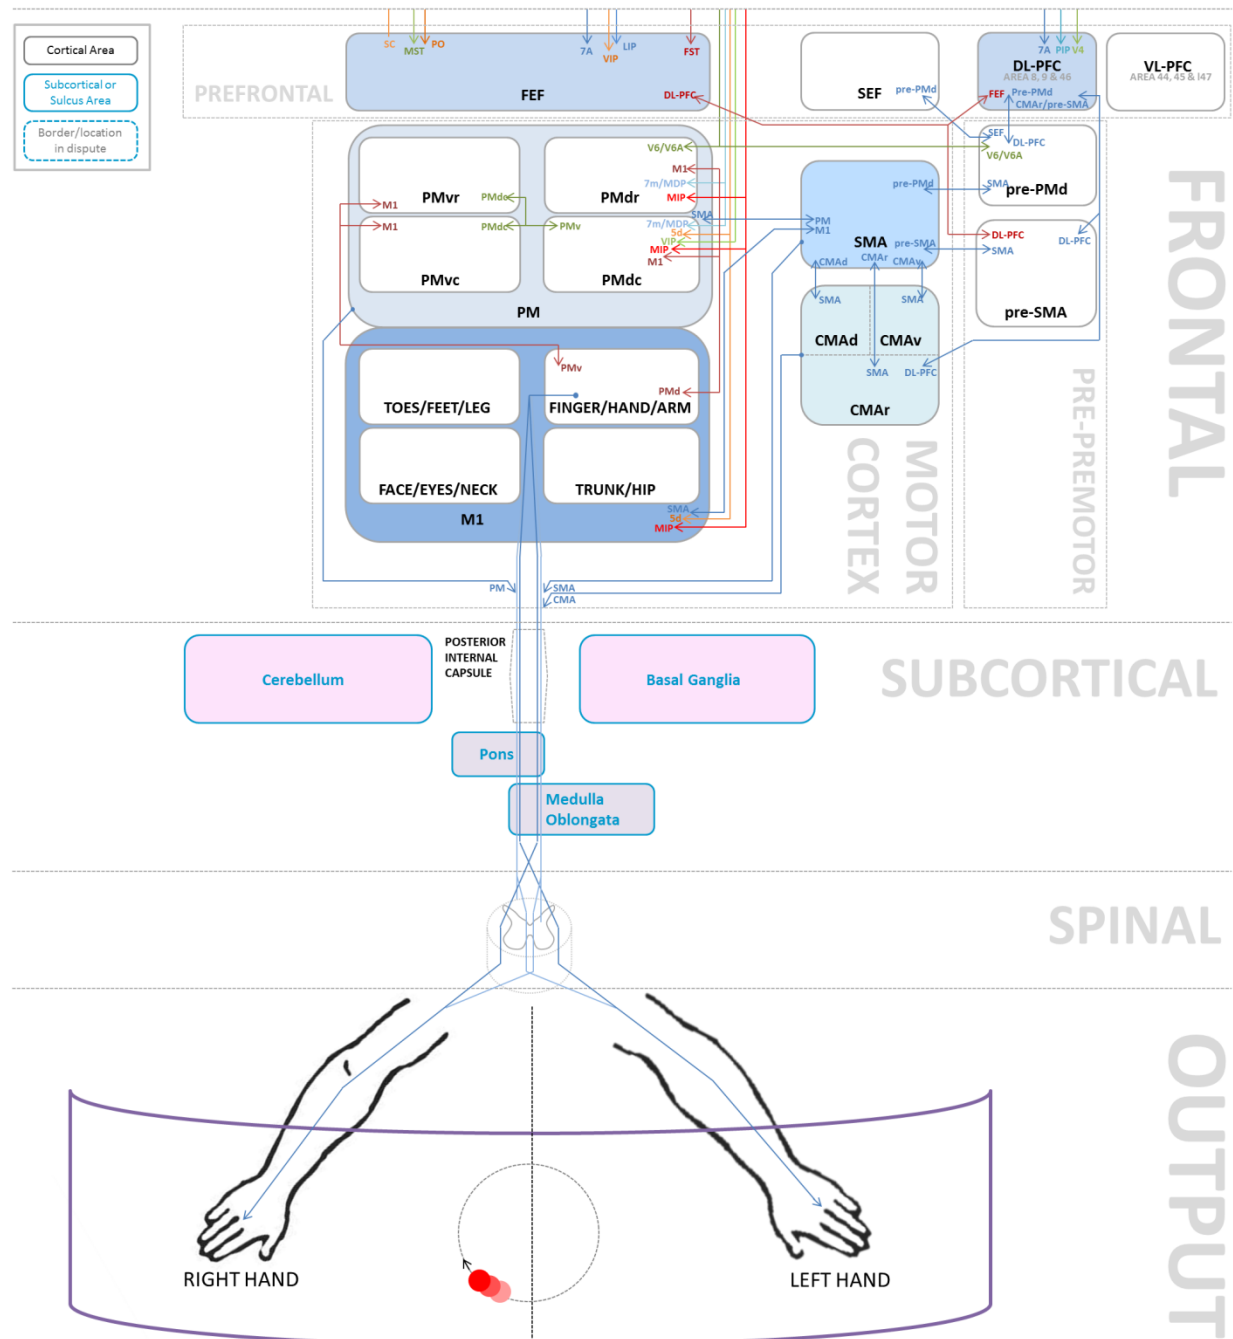 Cortical Area
Subcortical or
Sulcus Area
Border/location
in dispute
PREFRONTAL
SC
MST
PO
7A
VIP
LIP
FST
DL-PFC
FEF
pre-PMd
SEF
7A
PIP
V4
DL-PFC
AREA 8, 9 & 46
FEF
Pre-PMd
CMAr/pre-SMA
VL-PFC
AREA 44, 45 & l47
FRONTAL
PMdc
M1
PMvr
V6/V6A
M1
7m/MDP
MIP
PMdr
SMA
M1
PMdc
PMvc
PMv
7m/MDP
5d
VIP
MIP
M1
PMdc
PM
pre-PMd
PM
M1
SMA
pre-SMA
CMAd
CMAr
CMAv
SEF
DL-PFC
V6/V6A
SMA
pre-PMd
DL-PFC
DL-PFC
SMA
pre-SMA
SMA
SMA
CMAd
CMAv
SMA
DL-PFC
CMAr
PRE-PREMOTOR
MOTOR
CORTEX
TOES/FEET/LEG
PMv
PMd
FINGER/HAND/ARM
FACE/EYES/NECK
TRUNK/HIP
SMA
5d
MIP
M1
PM
SMA
CMA
POSTERIOR
INTERNAL
CAPSULE
Cerebellum
Basal Ganglia
SUBCORTICAL
Pons
Medulla
Oblongata
SPINAL
OUTPUT
RIGHT HAND
LEFT HAND